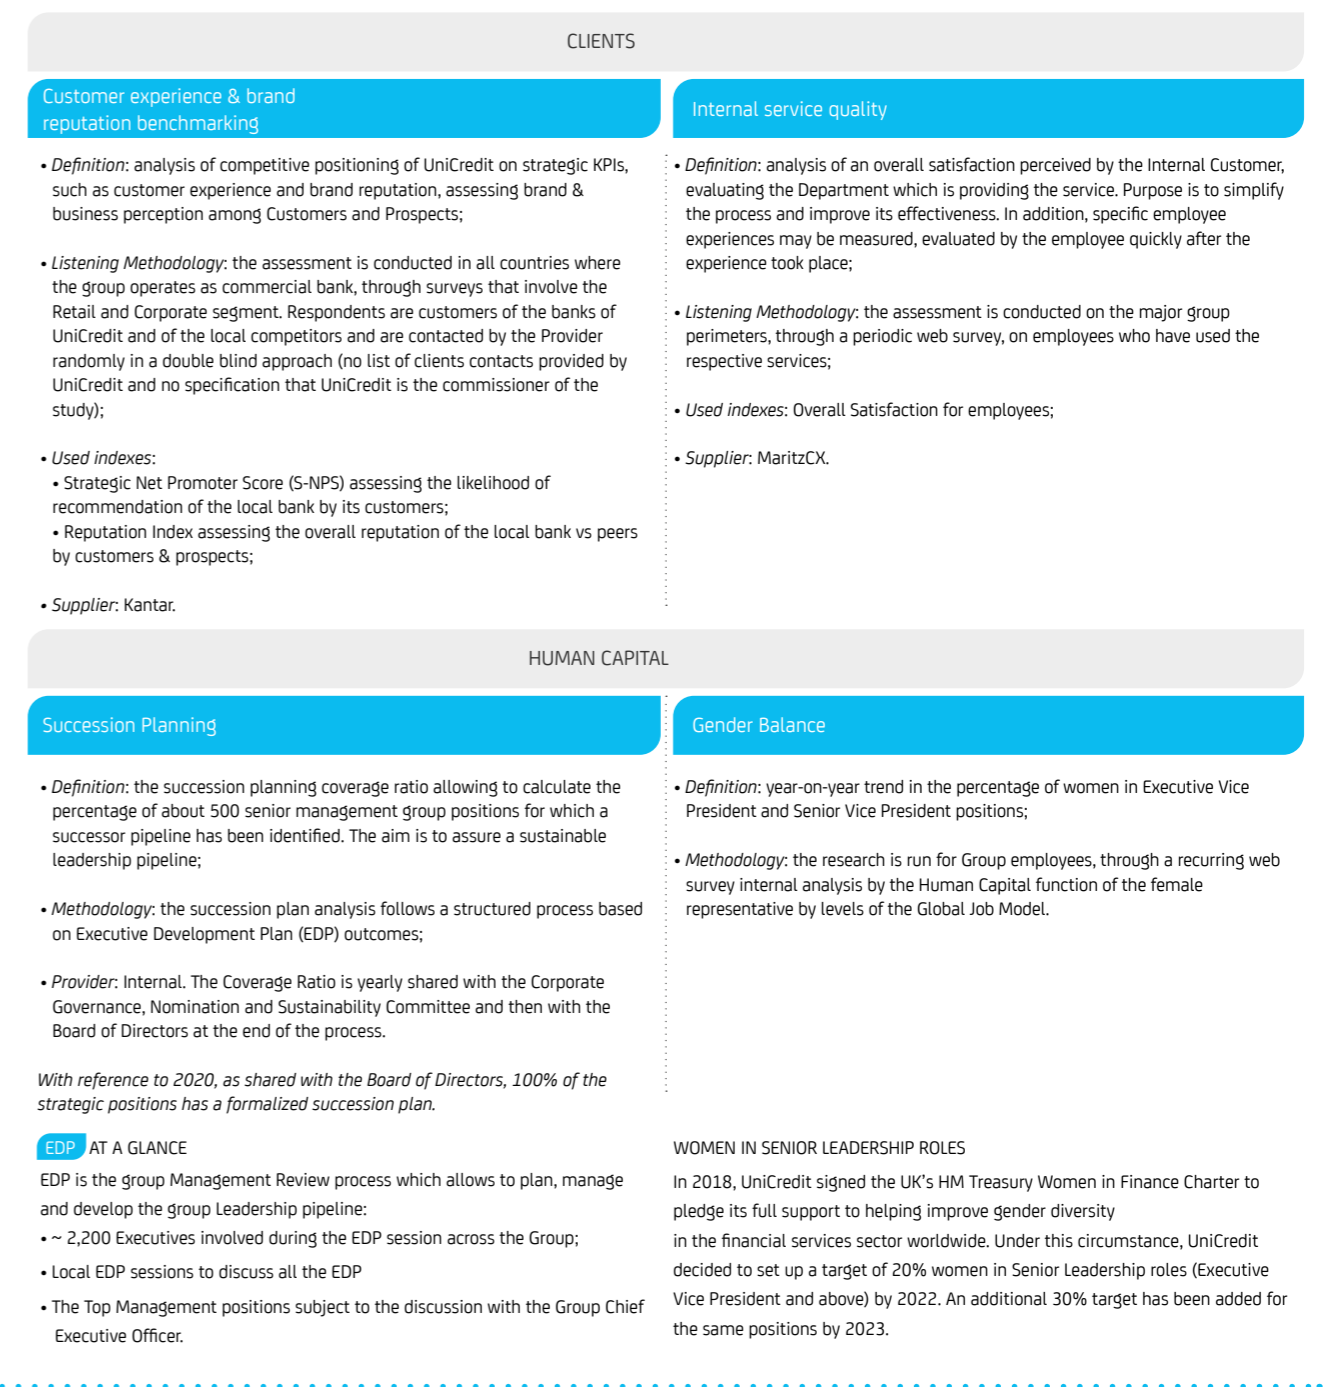 CLIENTS
Customer experience & brand
reputation benchmarking
• Definition: analysis of competitive positioning of UniCredit on strategic KPIs,
such as customer experience and brand reputation, assessing brand &
business perception among Customers and Prospects;
• Listening Methodology: the assessment is conducted in all countries where
the group operates as commercial bank, through surveys that involve the
Retail and Corporate segment. Respondents are customers of the banks of
UniCredit and of the local competitors and are contacted by the Provider
randomly in a double blind approach (no list of clients contacts provided by
UniCredit and no specification that UniCredit is the commissioner of the
study);
• Used indexes:
• Strategic Net Promoter Score (S-NPS) assessing the likelihood of
recommendation of the local bank by its customers;
• Reputation Index assessing the overall reputation of the local bank vs peers
by customers & prospects;
• Supplier: Kantar.
Internal service quality
• Definition: analysis of an overall satisfaction perceived by the Internal Customer,
evaluating the Department which is providing the service. Purpose is to simplify
the process and improve its effectiveness. In addition, specific employee
experiences may be measured, evaluated by the employee quickly after the
experience took place;
• Listening Methodology: the assessment is conducted on the major group
perimeters, through a periodic web survey, on employees who have used the
respective services;
• Used indexes: Overall Satisfaction for employees;
• Supplier: MaritzCX.
HUMAN CAPITAL
Succession Planning
• Definition: the succession planning coverage ratio allowing to calculate the
percentage of about 500 senior management group positions for which a
successor pipeline has been identified. The aim is to assure a sustainable
leadership pipeline;
• Methodology: the succession plan analysis follows a structured process based
on Executive Development Plan (EDP) outcomes;
• Provider: Internal. The Coverage Ratio is yearly shared with the Corporate
Governance, Nomination and Sustainability Committee and then with the
Board of Directors at the end of the process.
With reference to 2020, as shared with the Board of Directors, 100% of the
strategic positions has a formalized succession plan.
EDP AT A GLANCE
EDP is the group Management Review process which allows to plan, manage
and develop the group Leadership pipeline:
• ~ 2,200 Executives involved during the EDP session across the Group;
• Local EDP sessions to discuss all the EDP
• The Top Management positions subject to the discussion with the Group Chief
Executive Officer.
Gender Balance
• Definition: year-on-year trend in the percentage of women in Executive Vice
President and Senior Vice President positions;
• Methodology: the research is run for Group employees, through a recurring web
survey internal analysis by the Human Capital function of the female
representative by levels of the Global Job Model.
WOMEN IN SENIOR LEADERSHIP ROLES
In 2018, UniCredit signed the UK's HM Treasury Women in Finance Charter to
pledge its full support to helping improve gender diversity
in the financial services sector worldwide. Under this circumstance, UniCredit
decided to set up a target of 20% women in Senior Leadership roles (Executive
Vice President and above) by 2022. An additional 30% target has been added for
the same positions by 2023.